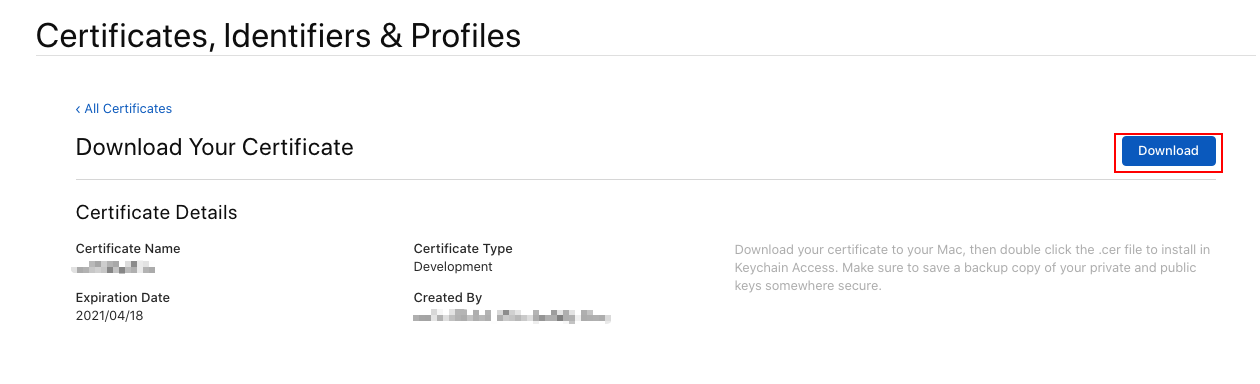 Certificates, Identifiers & Profiles
‹ All Certificates
Download Your Certificate
Download
Certificate Details
Certificate Name
Certificate Type
Development
Download your certificate to your Mac, then double click the .cer file to install in
Keychain Access. Make sure to save a backup copy of your private and public
keys somewhere secure.
Expiration Date
2021/04/18
Created By